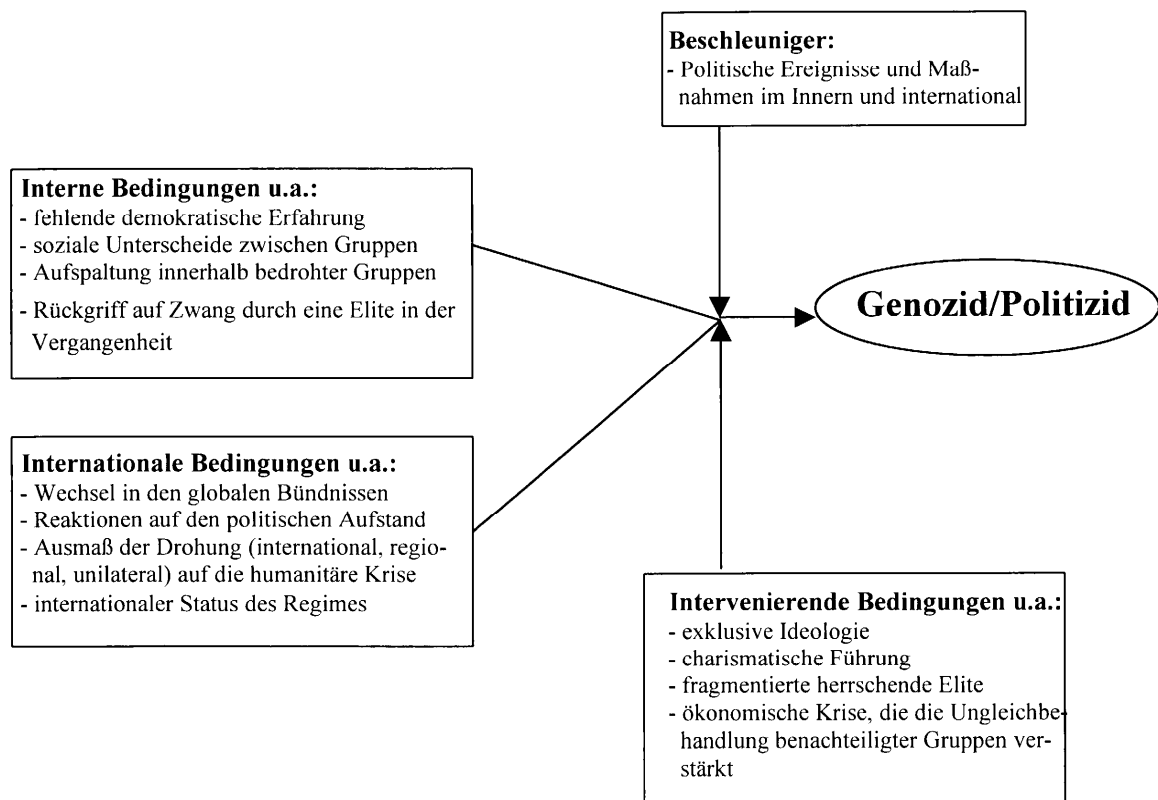 Beschleuniger:
- Politische Ereignisse und Maß-
nahmen im Innern und international
Interne Bedingungen u.a.:
- fehlende demokratische Erfahrung
- soziale Unterscheide zwischen Gruppen
- Aufspaltung innerhalb bedrohter Gruppen
- Rückgriff auf Zwang durch eine Elite in der
Vergangenheit
Genozid/Politizid
Internationale Bedingungen u.a.:
- Wechsel in den globalen Bündnissen
- Reaktionen auf den politischen Aufstand
- Ausmaß der Drohung (international, regio-
nal, unilateral) auf die humanitäre Krise
- internationaler Status des Regimes
Intervenierende Bedingungen u.a.:
- exklusive Ideologie
- charismatische Führung
- fragmentierte herrschende Elite
- ökonomische Krise, die die Ungleichbe-
handlung benachteiligter Gruppen ver-
stärkt